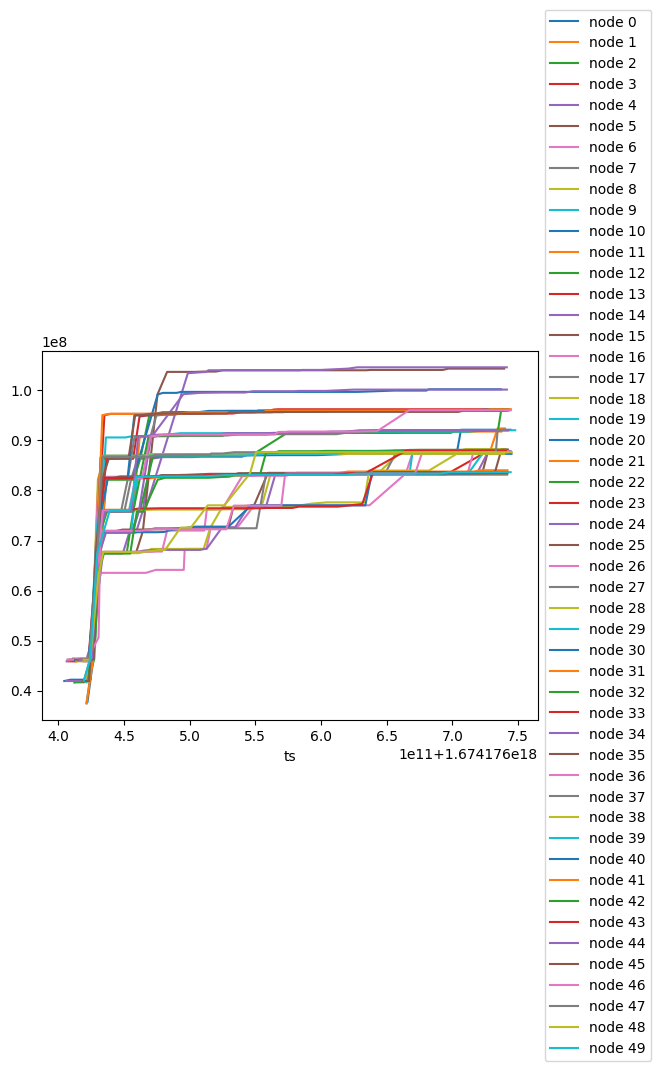 1e8
1.0
0.9
0.8
0.7
0.6
0.5
0.4
4.0 4.5 5.0 5.5 6.0 6.5 7.0 7.5
ts
1e11+1.674176e18
node 0
node 1
node 2
node 3
node 4
node 5
node 6
node 7
node 8
node 9
node 10
node 11
node 12
node 13
node 14
node 15
node 16
node 17
node 18
node 19
node 20
node 21
node 22
node 23
node 24
node 25
node 26
node 27
node 28
node 29
node 30
node 31
node 32
node 33
node 34
node 35
node 36
node 37
node 38
node 39
node 40
node 41
node 42
node 43
node 44
node 45
node 46
node 47
node 48
node 49